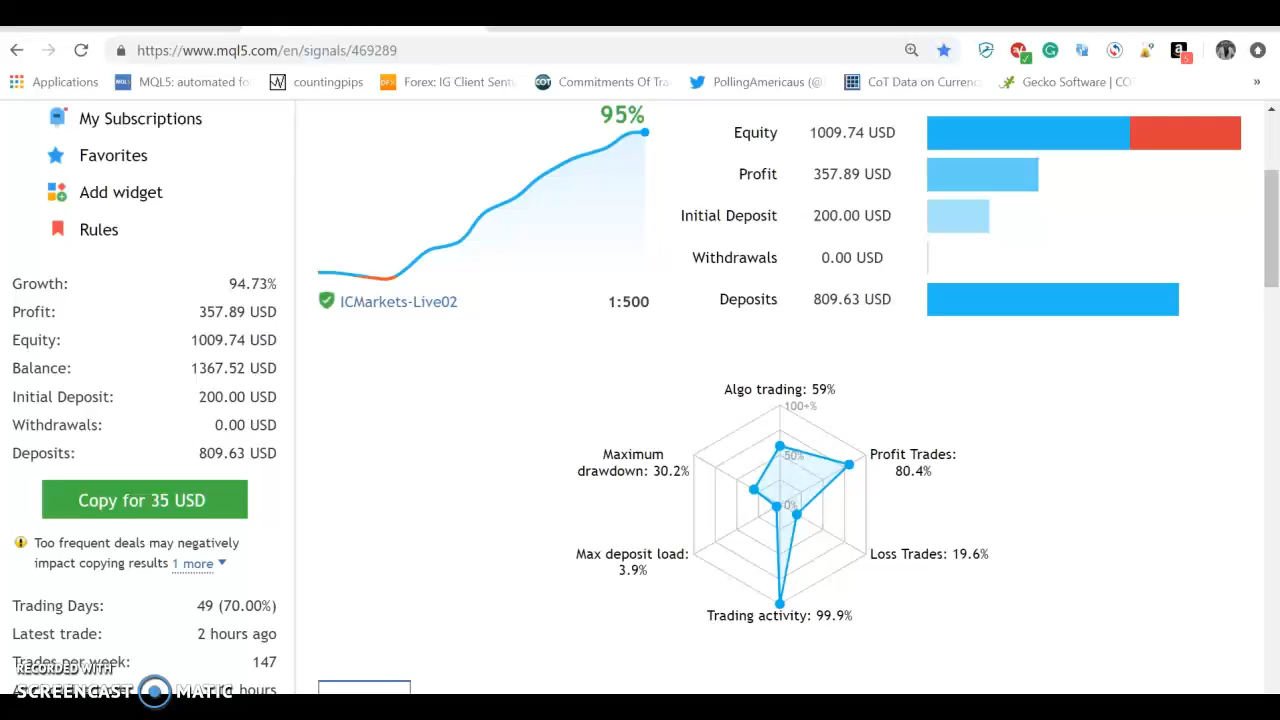 https://www.mql5.com/en/signals/469289
5
Applications
MQL5: automated fo
countingpips
Forex: IG Client Senti
Commitments Of Tra
PollingAmericaus (@
CoT Data on Currenc
Gecko Software | CO
»
My Subscriptions
Favorites
Add widget
Rules
Growth: 94.73%
Profit: 357.89 USD
Equity: 1009.74 USD
Balance: 1367.52 USD
Initial Deposit: 200.00 USD
Withdrawals: 0.00 USD
Deposits: 809.63 USD
Copy for 35 USD
Too frequent deals may negatively
impact copying results 1 more
Trading Days: 49 (70.00%)
Latest trade: 2 hours ago
Trades per week: 147
hours
RECORDED WITH
SCREENCAST MATIC
95%
ICMarkets-Live02 1:500
Equity 1009.74 USD
Profit 357.89 USD
Initial Deposit 200.00 USD
Withdrawals 0.00 USD
Deposits 809.63 USD
Algo trading: 59%
100+%
50%
0%
Profit Trades:
80.4%
Loss Trades: 19.6%
Trading activity: 99.9%
Max deposit load:
3.9%
Maximum
drawdown: 30.2%